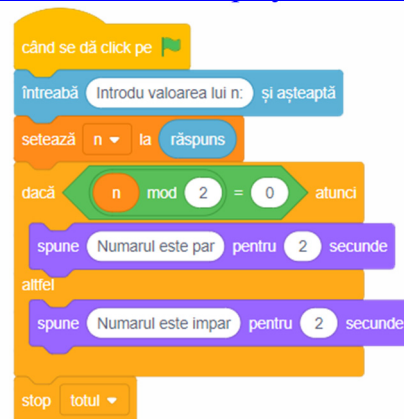 când se dă click pe
întreabă Introdu valoarea lui n: și așteaptă
setează n la răspuns
dacă n mod 2 = 0 atunci
spune Numarul este par pentru 2 secunde
altfel
spune Numarul este impar pentru 2 secunde
stop totul